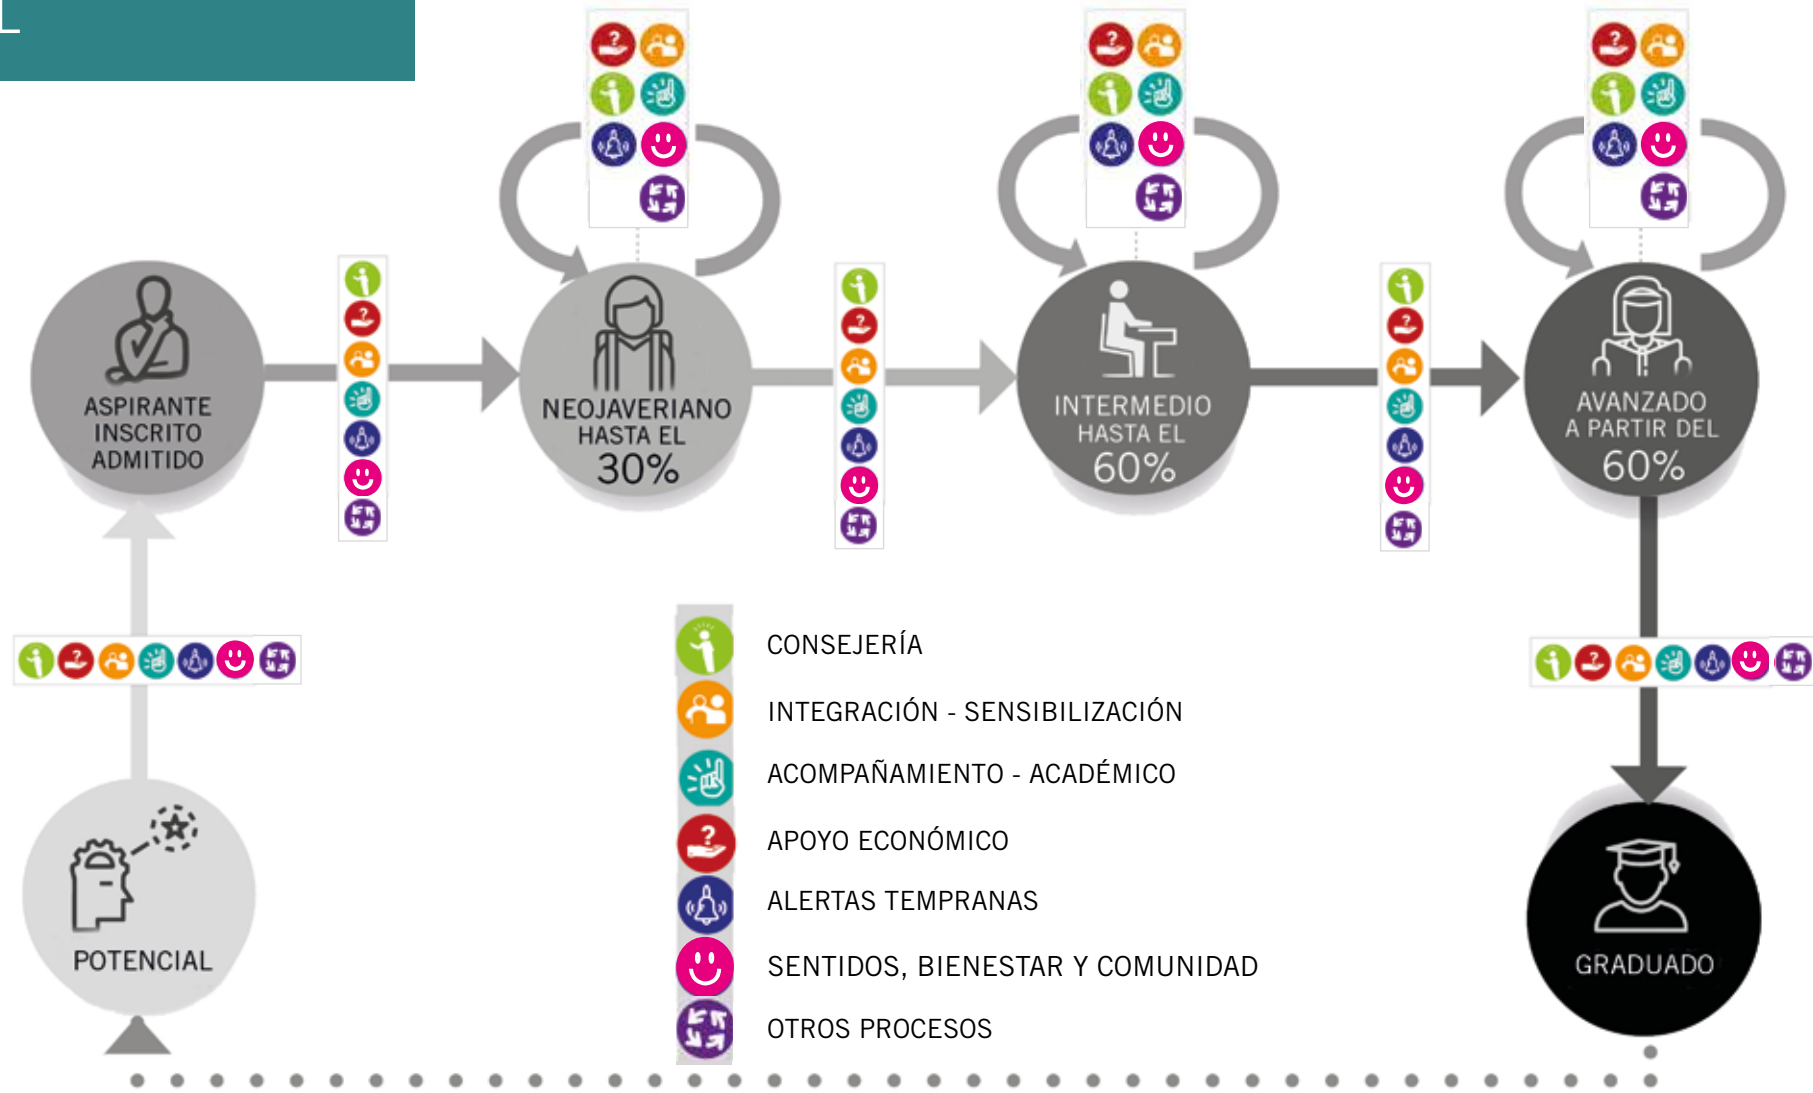 L
ASPIRANTE
INSCRITO
ADMITIDO
NEOJAVERIANO
HASTA EL
30%
INTERMEDIO
HASTA EL
60%
AVANZADO
A PARTIR DEL
60%
POTENCIAL
CONSEJERÍA
INTEGRACIÓN - SENSIBILIZACIÓN
ACOMPAÑAMIENTO - ACADÉMICO
APOYO ECONÓMICO
ALERTAS TEMPRANAS
SENTIDOS, BIENESTAR Y COMUNIDAD
OTROS PROCESOS
GRADUADO